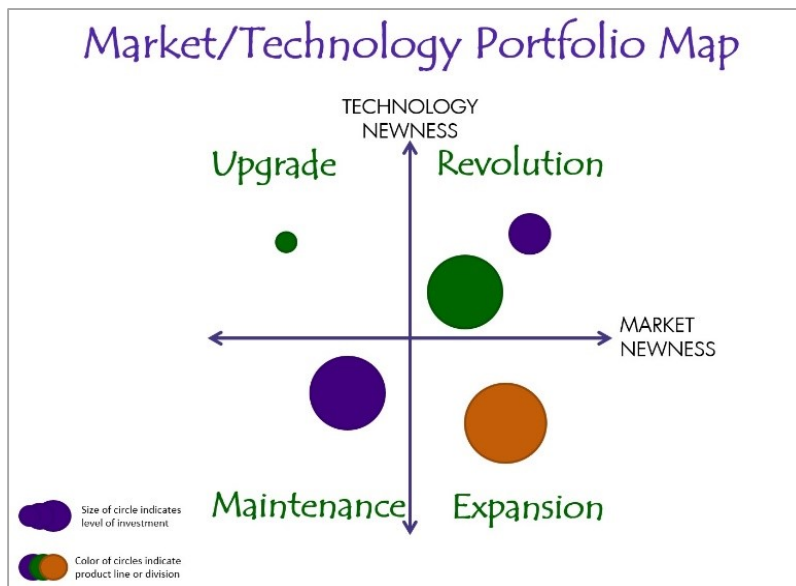 Market/Technology Portfolio Map
TECHNOLOGY
NEWNESS
Upgrade
Revolution
MARKET
NEWNESS
Maintenance
Expansion
Size of circle indicates
level of investment
Color of circles indicate
product line or division